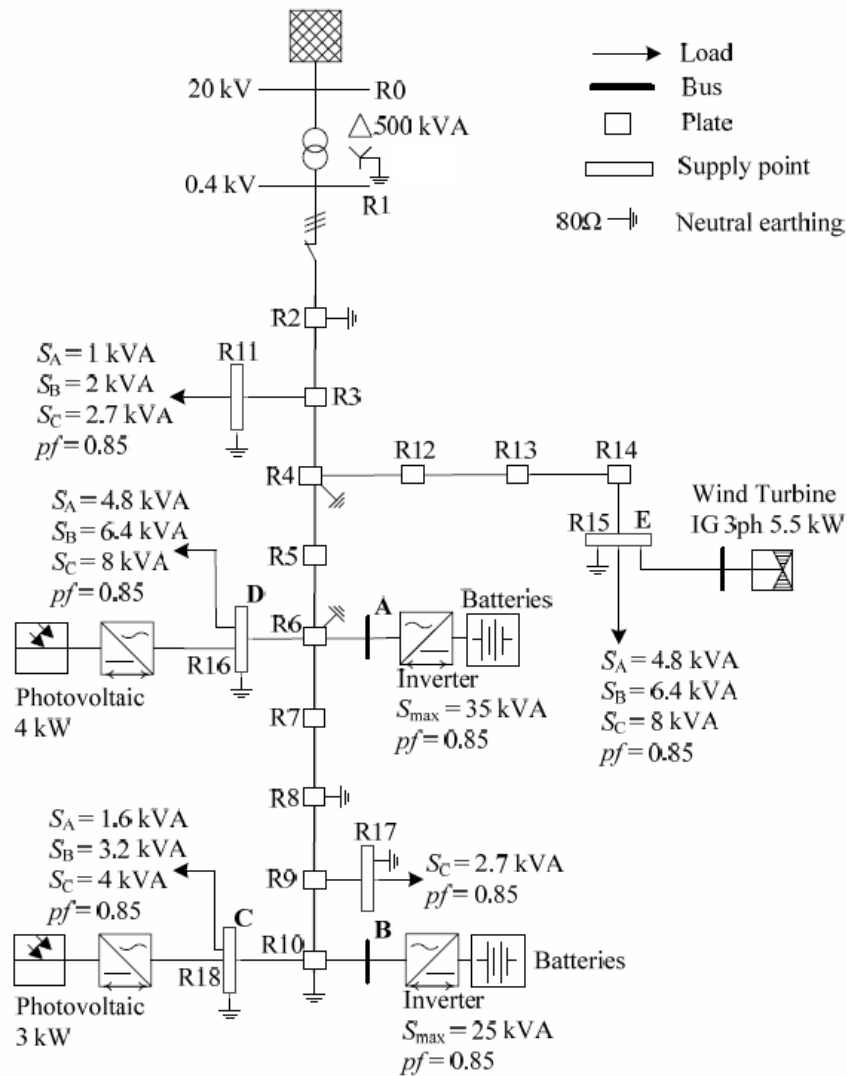 20 kV
R0
500 kVA
0.4 kV
R1
Load
Bus
Plate
Supply point
80Ω
Neutral earthing
R2
S_A = 1 kVA
S_B = 2 kVA
S_C = 2.7 kVA
pf = 0.85
R11
R3
R12
R13
R14
R4
S_A = 4.8 kVA
S_B = 6.4 kVA
S_C = 8 kVA
pf = 0.85
Wind Turbine
IG 3ph 5.5 kW
R15
E
R5
D
R6
A
Batteries
R16
Photovoltaic
4 kW
Inverter
S_max = 35 kVA
pf = 0.85
S_A = 4.8 kVA
S_B = 6.4 kVA
S_C = 8 kVA
pf = 0.85
R7
R8
S_A = 1.6 kVA
S_B = 3.2 kVA
S_C = 4 kVA
pf = 0.85
R17
R9
S_C = 2.7 kVA
pf = 0.85
C
R10
B
R18
Batteries
Photovoltaic
3 kW
Inverter
S_max = 25 kVA
pf = 0.85